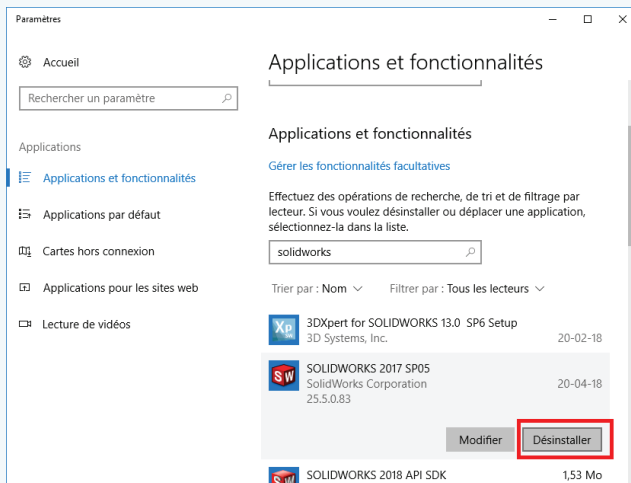 Paramètres
Accueil
Rechercher un paramètre
Applications
Applications et fonctionnalités
Applications par défaut
Cartes hors connexion
Applications pour les sites web
Lecture de vidéos
Applications et fonctionnalités
Applications et fonctionnalités
Gérer les fonctionnalités facultatives
Effectuez des opérations de recherche, de tri et de filtrage par
lecteur. Si vous voulez désinstaller ou déplacer une application,
sélectionnez-la dans la liste.
solidworks
Trier par : Nom Filtrer par : Tous les lecteurs
Xp
3DXpert for SOLIDWORKS 13.0 SP6 Setup
3D Systems, Inc. 20-02-18
SW
SOLIDWORKS 2017 SP05
SolidWorks Corporation 20-04-18
25.5.0.83
Modifier Désinstaller
SW
SOLIDWORKS 2018 API SDK 1,53 Mo